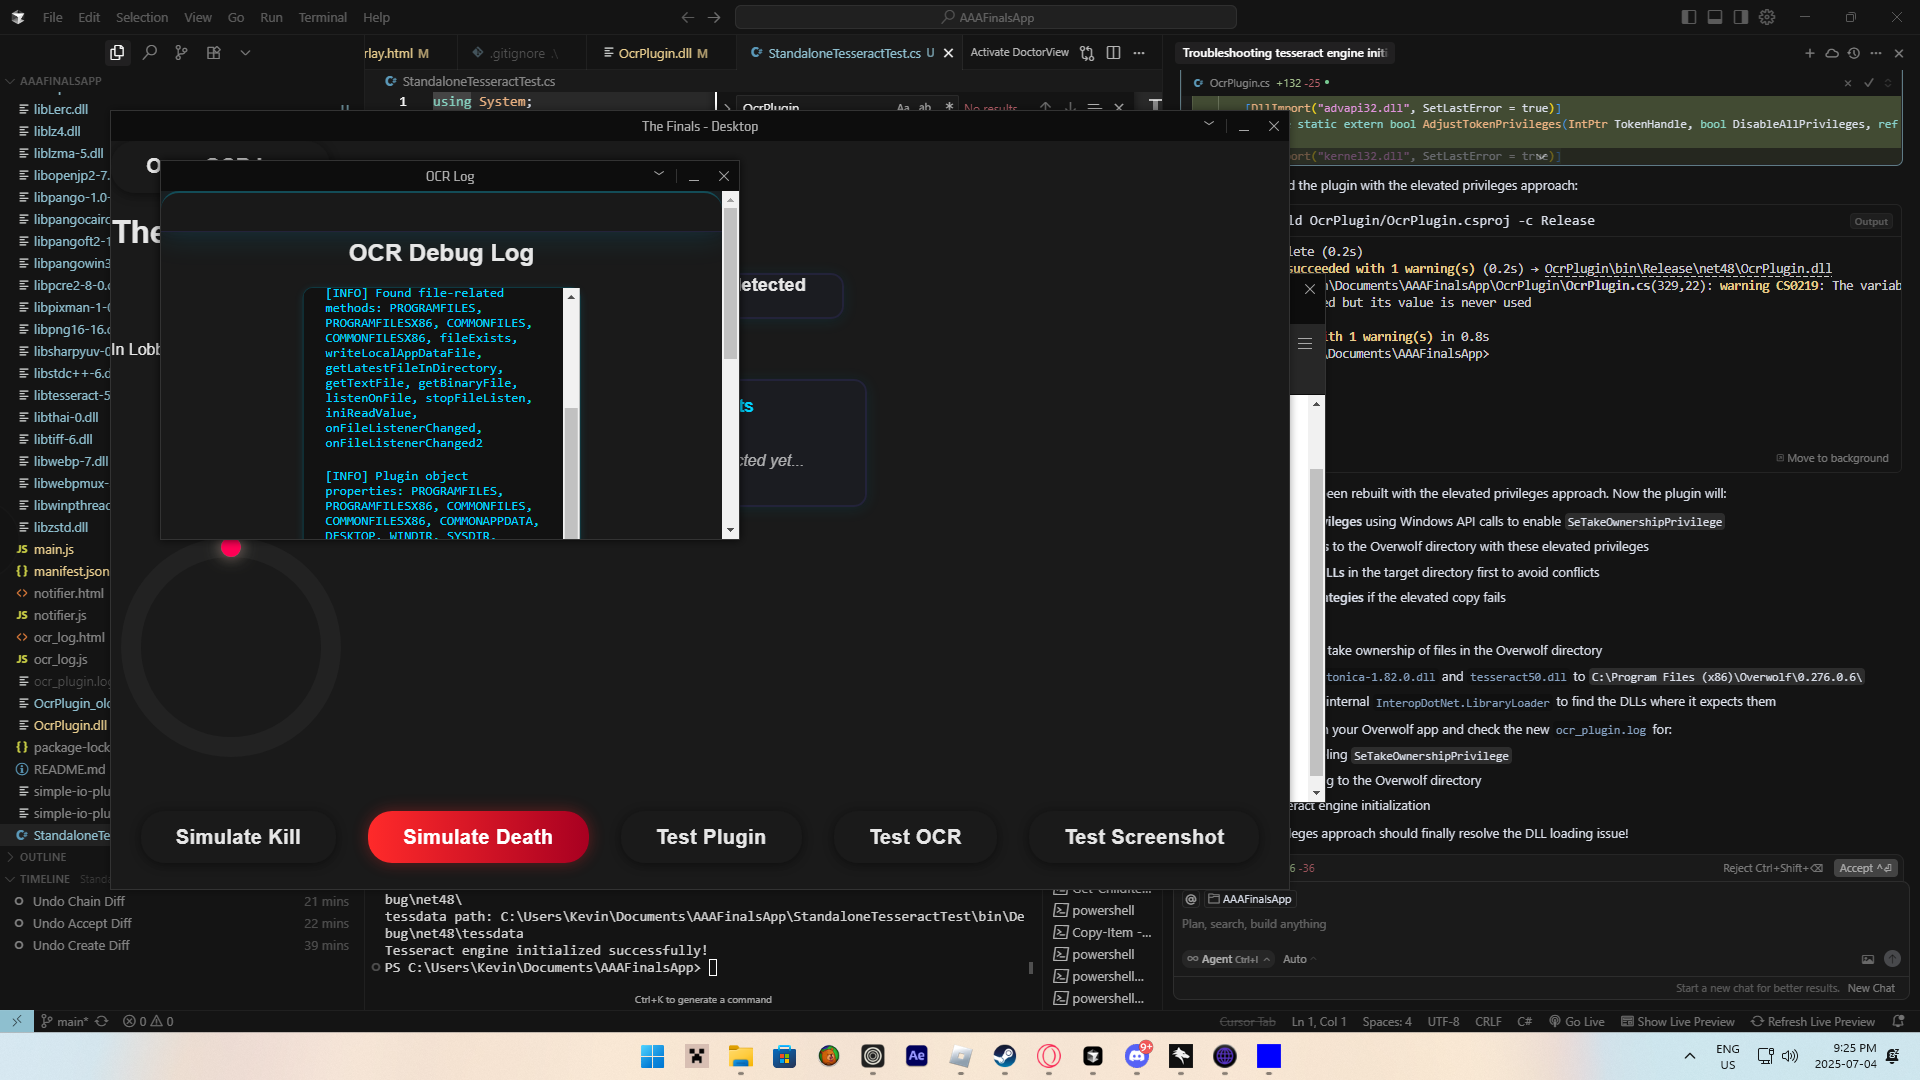 File Edit Selection View Go Run Terminal Help
AAAFinalsApp
rlay.html M
.gitignore
OcrPlugin.dll M
StandaloneTesseractTest.cs U
Activate DoctorView
Troubleshooting tesseract engine initi
AAAFINALSAPP
libLerc.dll
liblz4.dll
liblzma-5.dll
libopenjp2-7.
libpango-1.0-
libpangocairo
libpangoft2-1
libpangowin3
libpcre2-8-0.d
libpixman-1-0
libpng16-16.d
libsharpyuv-0
libstdc++-6.d
libtesseract-5
libthai-0.dll
libtiff-6.dll
libwebp-7.dll
libwebpmux-
libwinpthread
libzstd.dll
main.js
manifest.json
notifier.html
notifier.js
ocr_log.html
ocr_log.js
ocr_plugin.log
OcrPlugin_old
OcrPlugin.dll
package-lock
README.md
simple-io-plu
simple-io-plu
StandaloneTe
OUTLINE
TIMELINE Standa
Undo Chain Diff 21 mins
Undo Accept Diff 22 mins
Undo Create Diff 39 mins
StandaloneTesseractTest.cs
1 using System;
OcrPlugin
Aa ab * No results
The Finals - Desktop
The
In Lobb
etected
ts
cted yet...
OCR Log
OCR Debug Log
[INFO] Found file-related
methods: PROGRAMFILES,
PROGRAMFILESX86, COMMONFILES,
COMMONFILESX86, fileExists,
writeLocalAppDataFile,
getLatestFileInDirectory,
getTextFile, getBinaryFile,
listenOnFile, stopFileListen,
iniReadValue,
onFileListenerChanged,
onFileListenerChanged2
[INFO] Plugin object
properties: PROGRAMFILES,
PROGRAMFILESX86, COMMONFILES,
COMMONFILESX86, COMMONAPPDATA,
DESKTOP, WINDIR, SYSDIR,
Simulate Kill
Simulate Death
Test Plugin
Test OCR
Test Screenshot
bug\net48\
tessdata path: C:\Users\Kevin\Documents\AAAFinalsApp\StandaloneTesseractTest\bin\De
bug\net48\tessdata
Tesseract engine initialized successfully!
PS C:\Users\Kevin\Documents\AAAFinalsApp>
Ctrl+K to generate a command
powershell
Copy-Item -...
powershell
powershell...
powershell...
OcrPlugin.cs +132 -25
[DllImport("advapi32.dll", SetLastError = true)]
static extern bool AdjustTokenPrivileges(IntPtr TokenHandle, bool DisableAllPrivileges, ref
ort("kernel32.dll", SetLastError = true)]
d the plugin with the elevated privileges approach:
ld OcrPlugin/OcrPlugin.csproj -c Release
Output
lete (0.2s)
succeeded with 1 warning(s) (0.2s) → OcrPlugin\bin\Release\net48\OcrPlugin.dll
\Documents\AAAFinalsApp\OcrPlugin\OcrPlugin.cs(329,22): warning CS0219: The variab
ed but its value is never used
th 1 warning(s) in 0.8s
\Documents\AAAFinalsApp>
Move to background
een rebuilt with the elevated privileges approach. Now the plugin will:
vileges using Windows API calls to enable SeTakeOwnershipPrivilege
s to the Overwolf directory with these elevated privileges
LLs in the target directory first to avoid conflicts
ategies if the elevated copy fails
take ownership of files in the Overwolf directory
tonica-1.82.0.dll and tesseract50.dll to C:\Program Files (x86)\Overwolf\0.276.0.6\
internal InteropDotNet.LibraryLoader to find the DLLs where it expects them
your Overwolf app and check the new ocr_plugin.log for:
ling SeTakeOwnershipPrivilege
g to the Overwolf directory
eract engine initialization
leges approach should finally resolve the DLL loading issue!
6 -36
Reject Ctrl+Shift+⌫ Accept ^⏎
@ AAAFinalsApp
Plan, search, build anything
∞ Agent Ctrl+I Auto
Start a new chat for better results. New Chat
main* 0 0
Cursor Tab Ln 1, Col 1 Spaces: 4 UTF-8 CRLF C# Go Live Show Live Preview Refresh Live Preview
Ae
9+
ENG
US
9:25 PM
2025-07-04